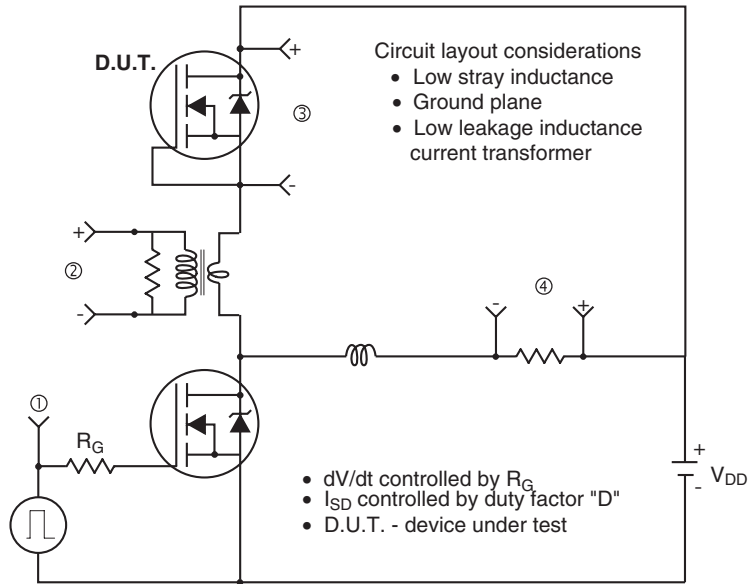 D.U.T.
+
③
-
Circuit layout considerations
• Low stray inductance
• Ground plane
• Low leakage inductance
current transformer
+
②
-
④
- +
①
R_G
+
V_DD
-
• dV/dt controlled by R_G
• I_SD controlled by duty factor "D"
• D.U.T. - device under test